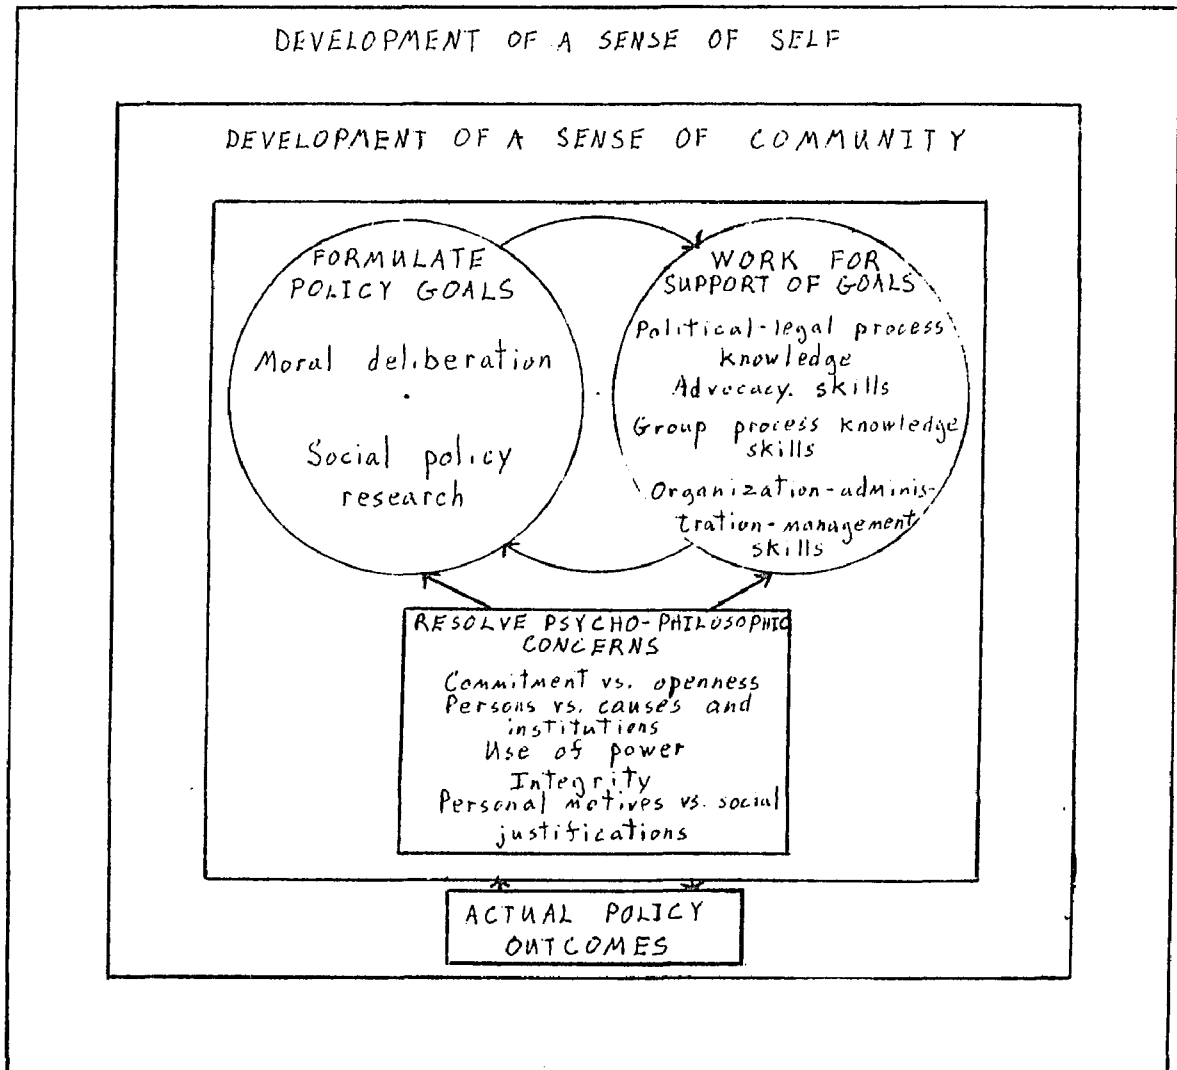 DEVELOPMENT OF A SENSE OF SELF
DEVELOPMENT OF A SENSE OF COMMUNITY
FORMULATE
POLICY GOALS
Moral deliberation
Social policy
research
WORK FOR
SUPPORT OF GOALS
Political-legal process
knowledge
Advocacy skills
Group process knowledge
skills
Organization-adminis-
tration-management
skills
RESOLVE PSYCHO-PHILOSOPHIC
CONCERNS
Commitment vs. openness
Persons vs. causes and
institutions
Use of power
Integrity
Personal motives vs. social
justifications
ACTUAL POLICY
OUTCOMES